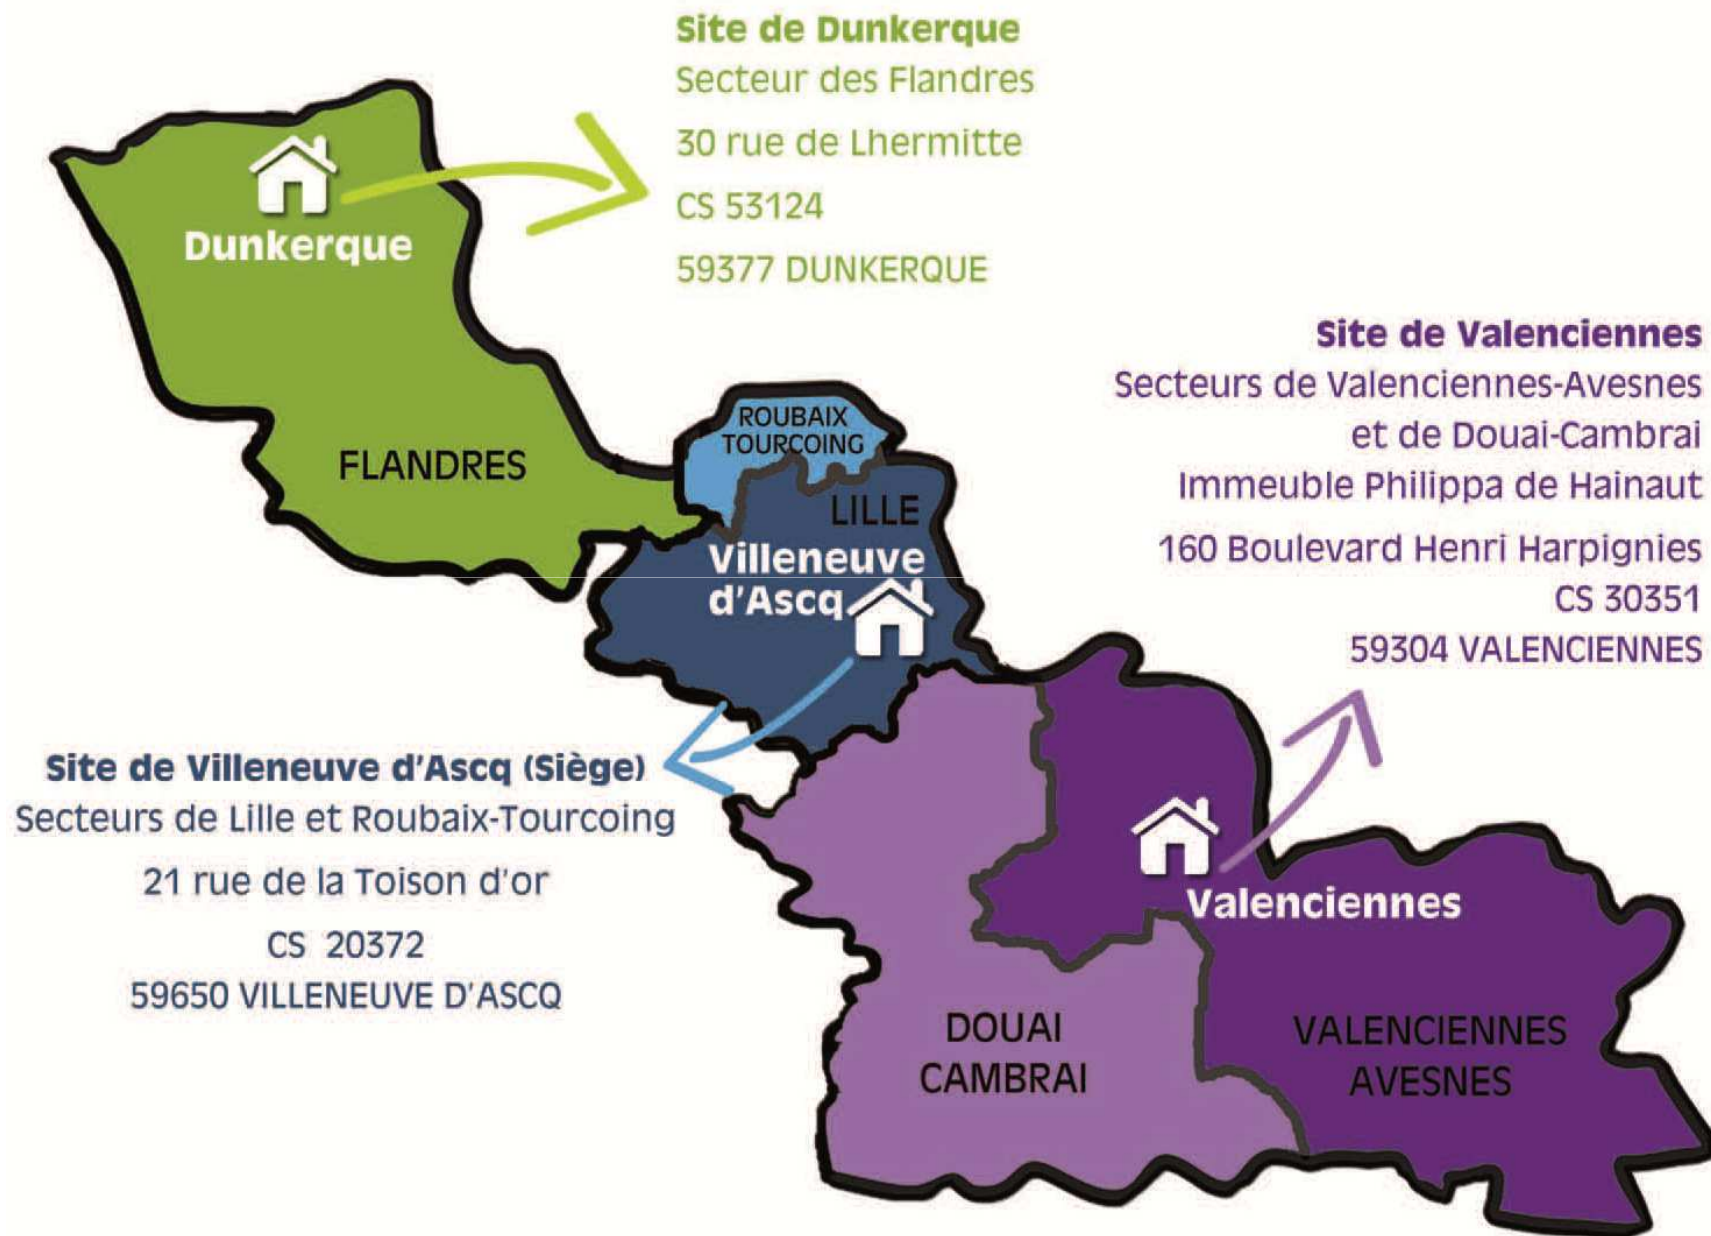 Site de Dunkerque
Secteur des Flandres
30 rue de Lhermitte
CS 53124
59377 DUNKERQUE
Dunkerque
FLANDRES
ROUBAIX
TOURCOING
LILLE
Villeneuve
d'Ascq
Site de Valenciennes
Secteurs de Valenciennes-Avesnes
et de Douai-Cambrai
Immeuble Philippa de Hainaut
160 Boulevard Henri Harpignies
CS 30351
59304 VALENCIENNES
Site de Villeneuve d'Ascq (Siège)
Secteurs de Lille et Roubaix-Tourcoing
21 rue de la Toison d'or
CS 20372
59650 VILLENEUVE D'ASCQ
Valenciennes
DOUAI
CAMBRAI
VALENCIENNES
AVESNES